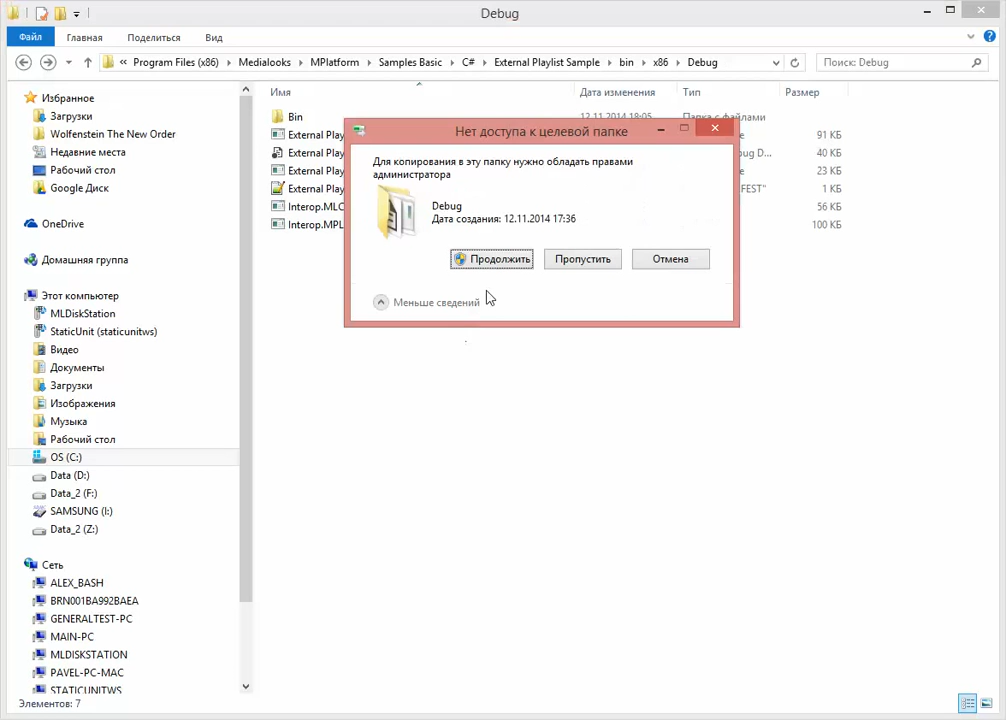 Debug
Файл Главная Поделиться Вид
« Program Files (x86) Medialooks MPlatform Samples Basic C# External Playlist Sample bin x86 Debug Поиск: Debug
Имя Дата изменения Тип Размер
Избранное
Загрузки
Wolfenstein The New Order
Недавние места
Рабочий стол
Google Диск
OneDrive
Домашняя группа
Этот компьютер
MLDiskStation
StaticUnit (staticunitws)
Видео
Документы
Загрузки
Изображения
Музыка
Рабочий стол
OS (C:)
Data (D:)
Data_2 (F:)
SAMSUNG (I:)
Data_2 (Z:)
Сеть
ALEX_BASH
BRN001BA992BAEA
GENERALTEST-PC
MAIN-PC
MLDISKSTATION
PAVEL-PC-MAC
STATICUNITWS
Bin 12.11.2014 18:05 Папка с файлами
External Play 91 КБ
External Play 40 КБ
External Play 23 КБ
External Play 1 КБ
Interop.MLC 56 КБ
Interop.MPL 100 КБ
Нет доступа к целевой папке
Для копирования в эту папку нужно обладать правами
администратора
Debug
Дата создания: 12.11.2014 17:36
Продолжить Пропустить Отмена
Меньше сведений
Элементов: 7